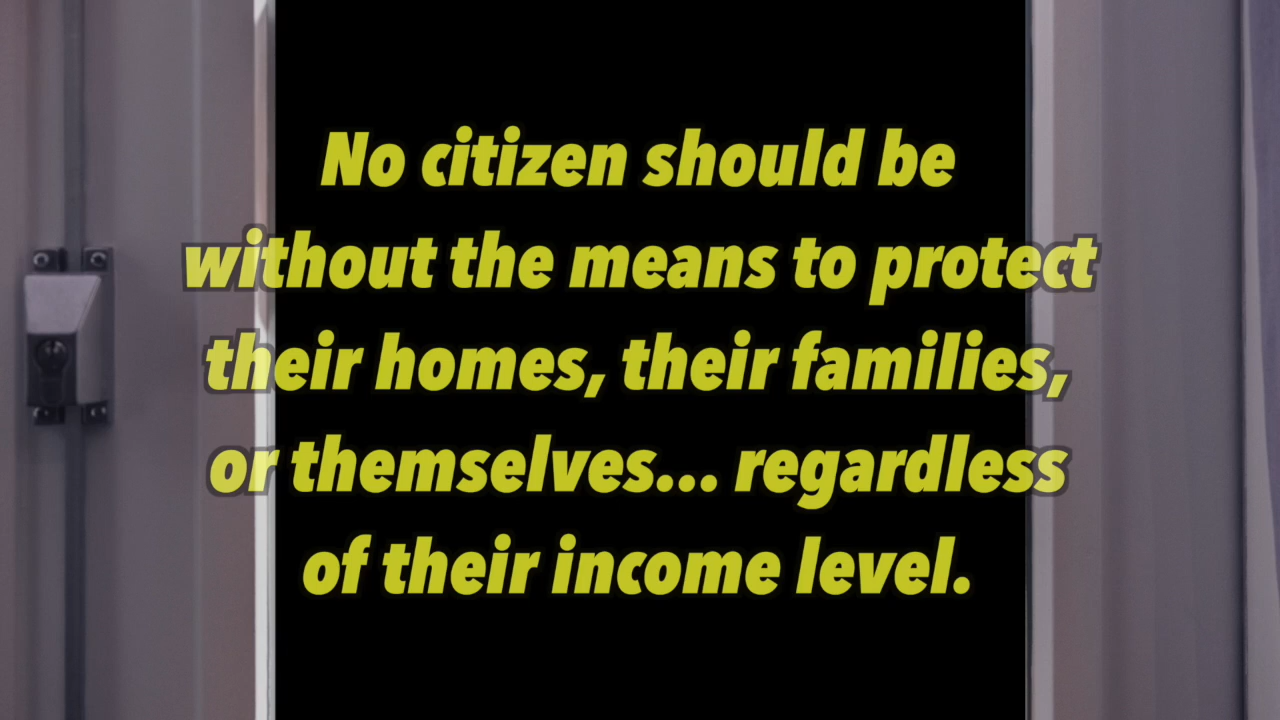 No citizen should be
without the means to protect
their homes, their families,
or themselves... regardless
of their income level.